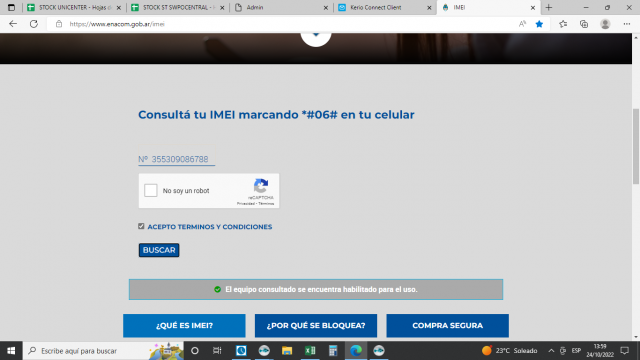 STOCK UNICENTER - Hojas d
STOCK ST SWPOCENTRAL - H
Admin
Kerio Connect Client
IMEI
https://www.enacom.gob.ar/imei
Consultá tu IMEI marcando *#06# en tu celular
Nº 355309086788
No soy un robot
reCAPTCHA
Privacidad - Términos
ACEPTO TERMINOS Y CONDICIONES
BUSCAR
El equipo consultado se encuentra habilitado para el uso.
¿QUÉ ES IMEI?
¿POR QUÉ SE BLOQUEA?
COMPRA SEGURA
Escribe aquí para buscar
23°C Soleado
ESP
13:59
24/10/2022